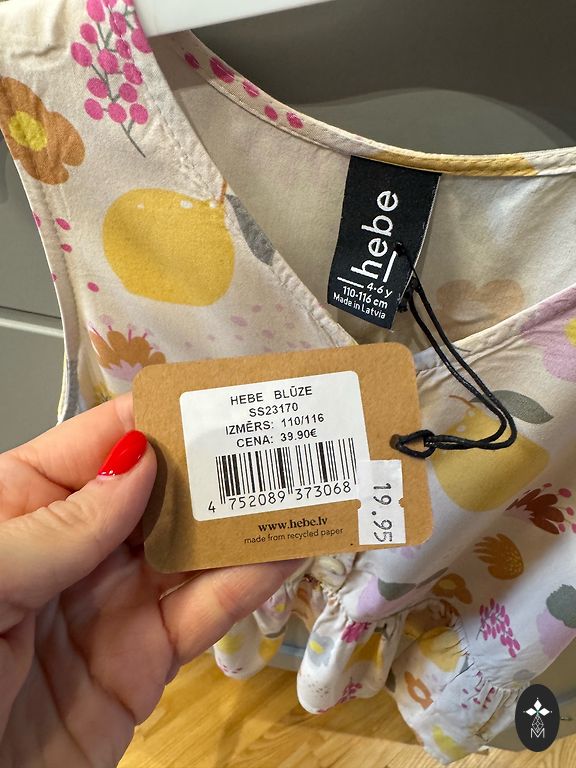 hebe
4-6 y
110-116 cm
Made in Latvia
HEBE BLŪZE
SS23170
IZMĒRS: 110/116
CENA: 39.90€
4 752089 373068
19.95
www.hebe.lv
made from recycled paper
M